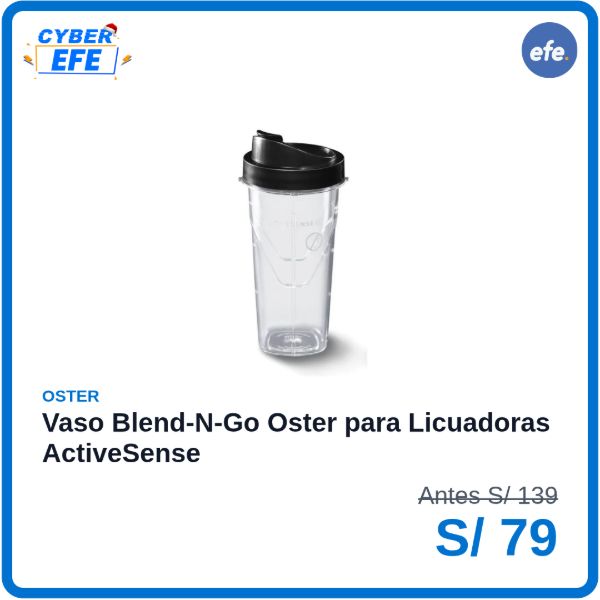 CYBER
EFE
efe.
OSTER
Vaso Blend-N-Go Oster para Licuadoras
ActiveSense
Antes S/ 139
S/ 79